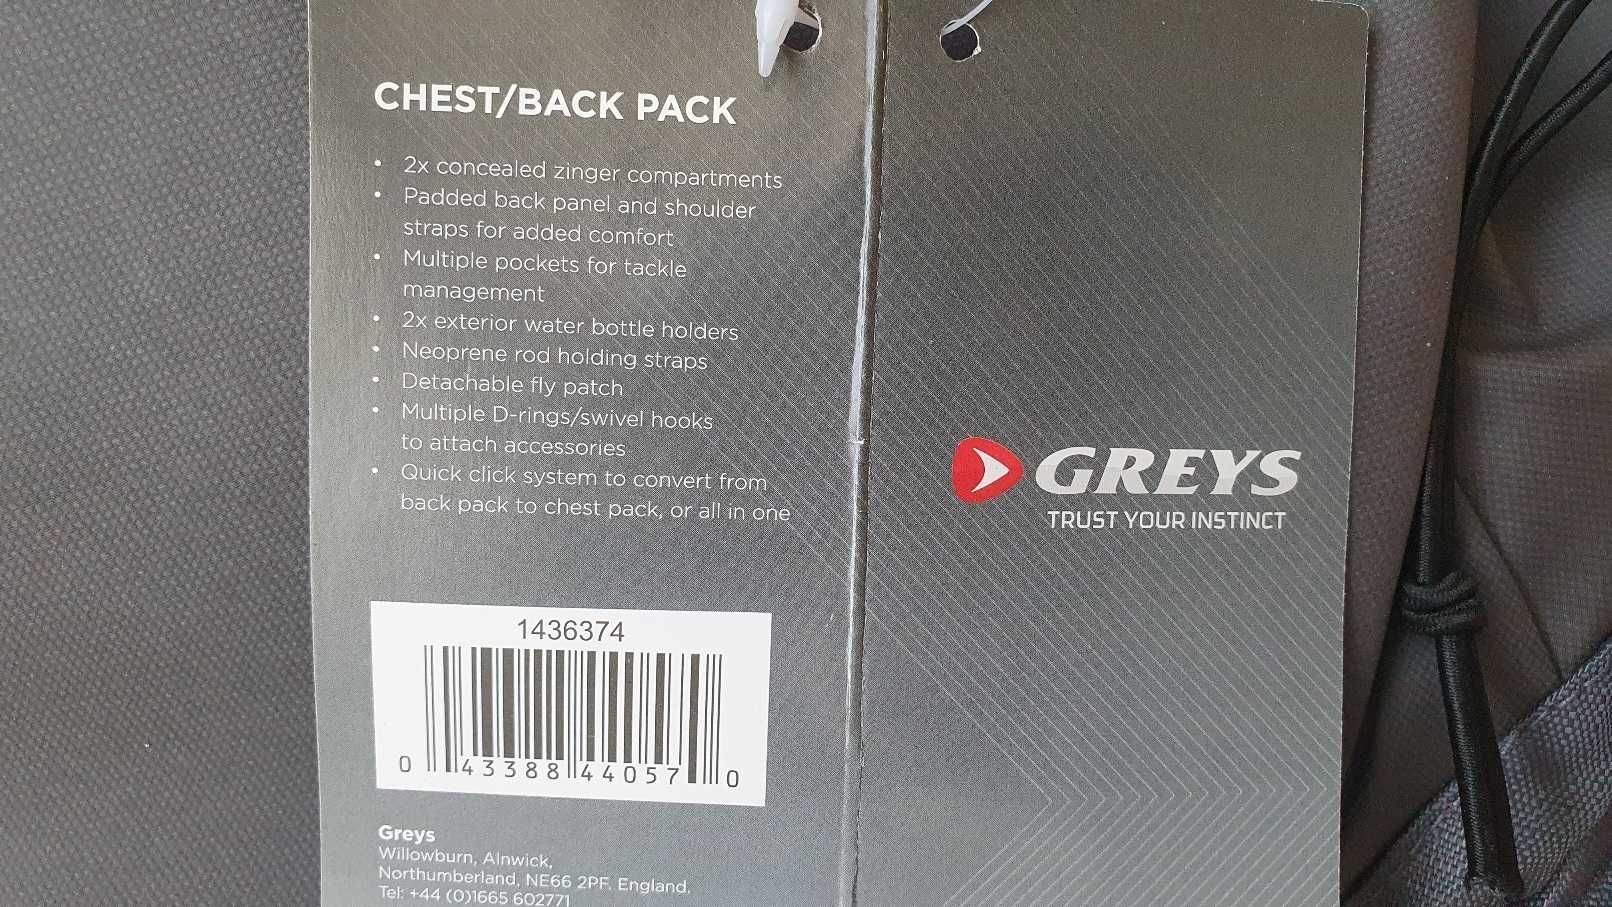 CHEST/BACK PACK
• 2x concealed zinger compartments
• Padded back panel and shoulder
straps for added comfort
• Multiple pockets for tackle
management
• 2x exterior water bottle holders
• Neoprene rod holding straps
• Detachable fly patch
• Multiple D-rings/swivel hooks
to attach accessories
• Quick click system to convert from
back pack to chest pack, or all in one
1436374
0 43388 44057 0
Greys
Willowburn, Alnwick,
Northumberland, NE66 2PF. England.
Tel: +44 (0)1665 602771
GREYS
TRUST YOUR INSTINCT